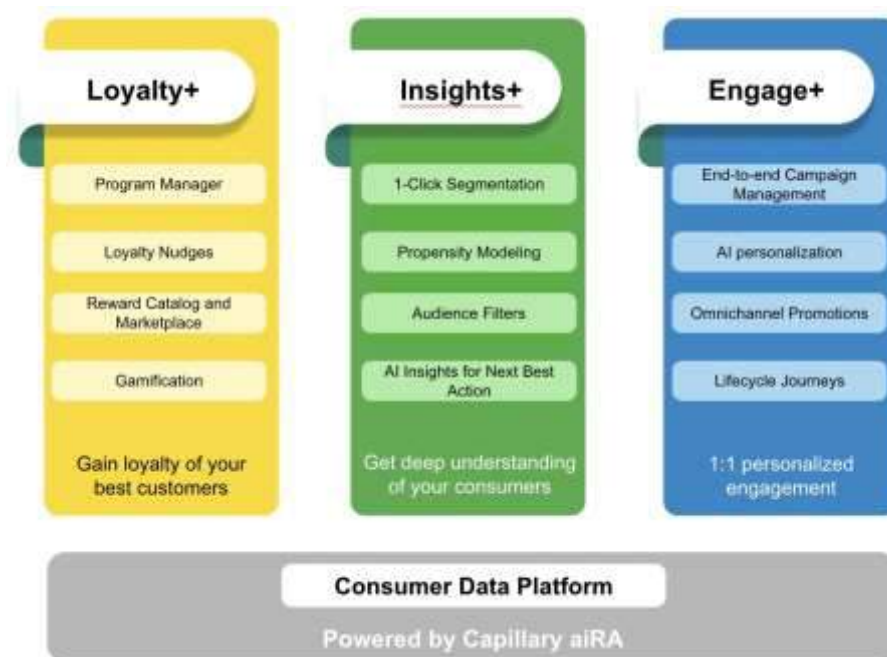 Loyalty+
Program Manager
Loyalty Nudges
Reward Catalog and
Marketplace
Gamification
Gain loyalty of your
best customers
Insights+
1-Click Segmentation
Propensity Modeling
Audience Filters
AI Insights for Next Best
Action
Get deep understanding
of your consumers
Engage+
End-to-end Campaign
Management
AI personalization
Omnichannel Promotions
Lifecycle Journeys
1:1 personalized
engagement
Consumer Data Platform
Powered by Capillary aiRA